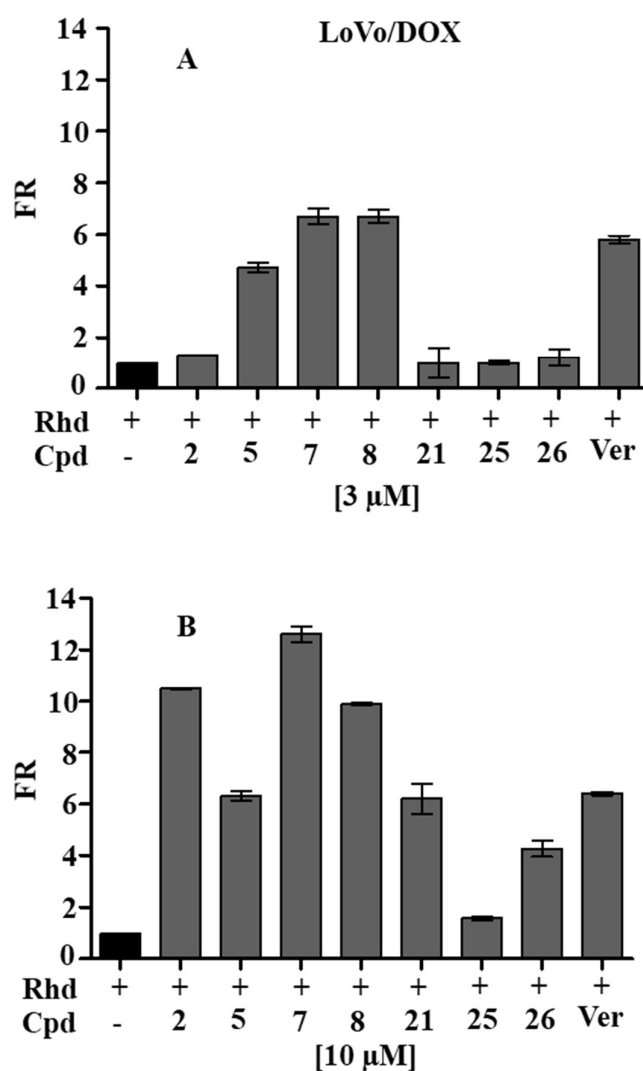 LoVo/DOX
A
14
12
10
8
6
4
2
0
FR
Rhd + + + + + + + + +
Cpd - 2 5 7 8 21 25 26 Ver
[3 μM]
B
14
12
10
8
6
4
2
0
FR
Rhd + + + + + + + + +
Cpd - 2 5 7 8 21 25 26 Ver
[10 μM]